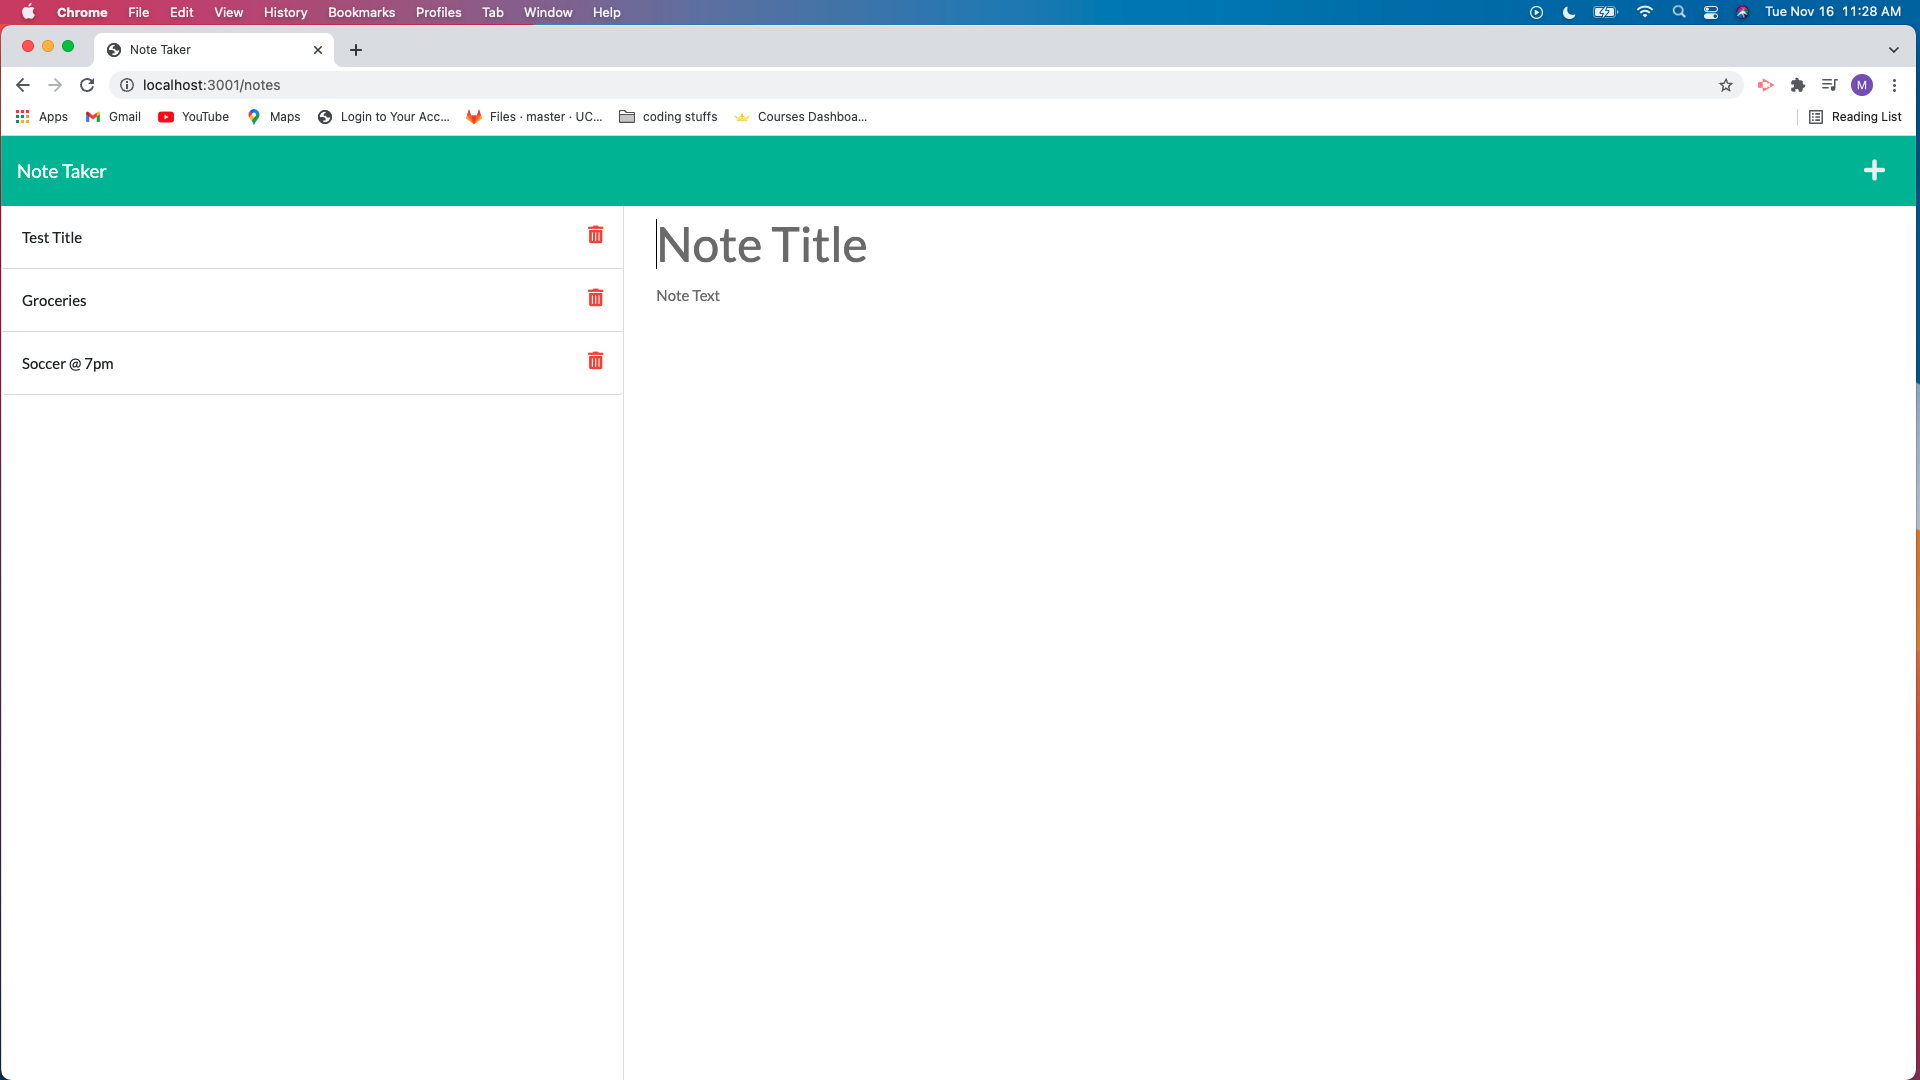 Chrome File Edit View History Bookmarks Profiles Tab Window Help Tue Nov 16 11:28 AM
Note Taker
localhost:3001/notes M
Apps Gmail YouTube Maps Login to Your Acc... Files · master · UC... coding stuffs Courses Dashboa... Reading List
Note Taker
Test Title
Groceries
Soccer @ 7pm
Note Title
Note Text